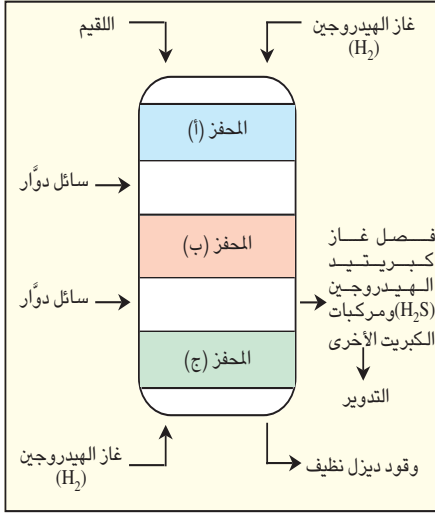 اللقيم
غاز الهيدروجين
(H₂)
المحفز (أ)
سائل دوَّار
المحفز (ب)
فصل غاز
كبريتيد
الهيدروجين
(H₂S) ومركبات
الكبريت الأخرى
سائل دوَّار
المحفز (ج)
التدوير
غاز الهيدروجين
(H₂)
وقود ديزل نظيف